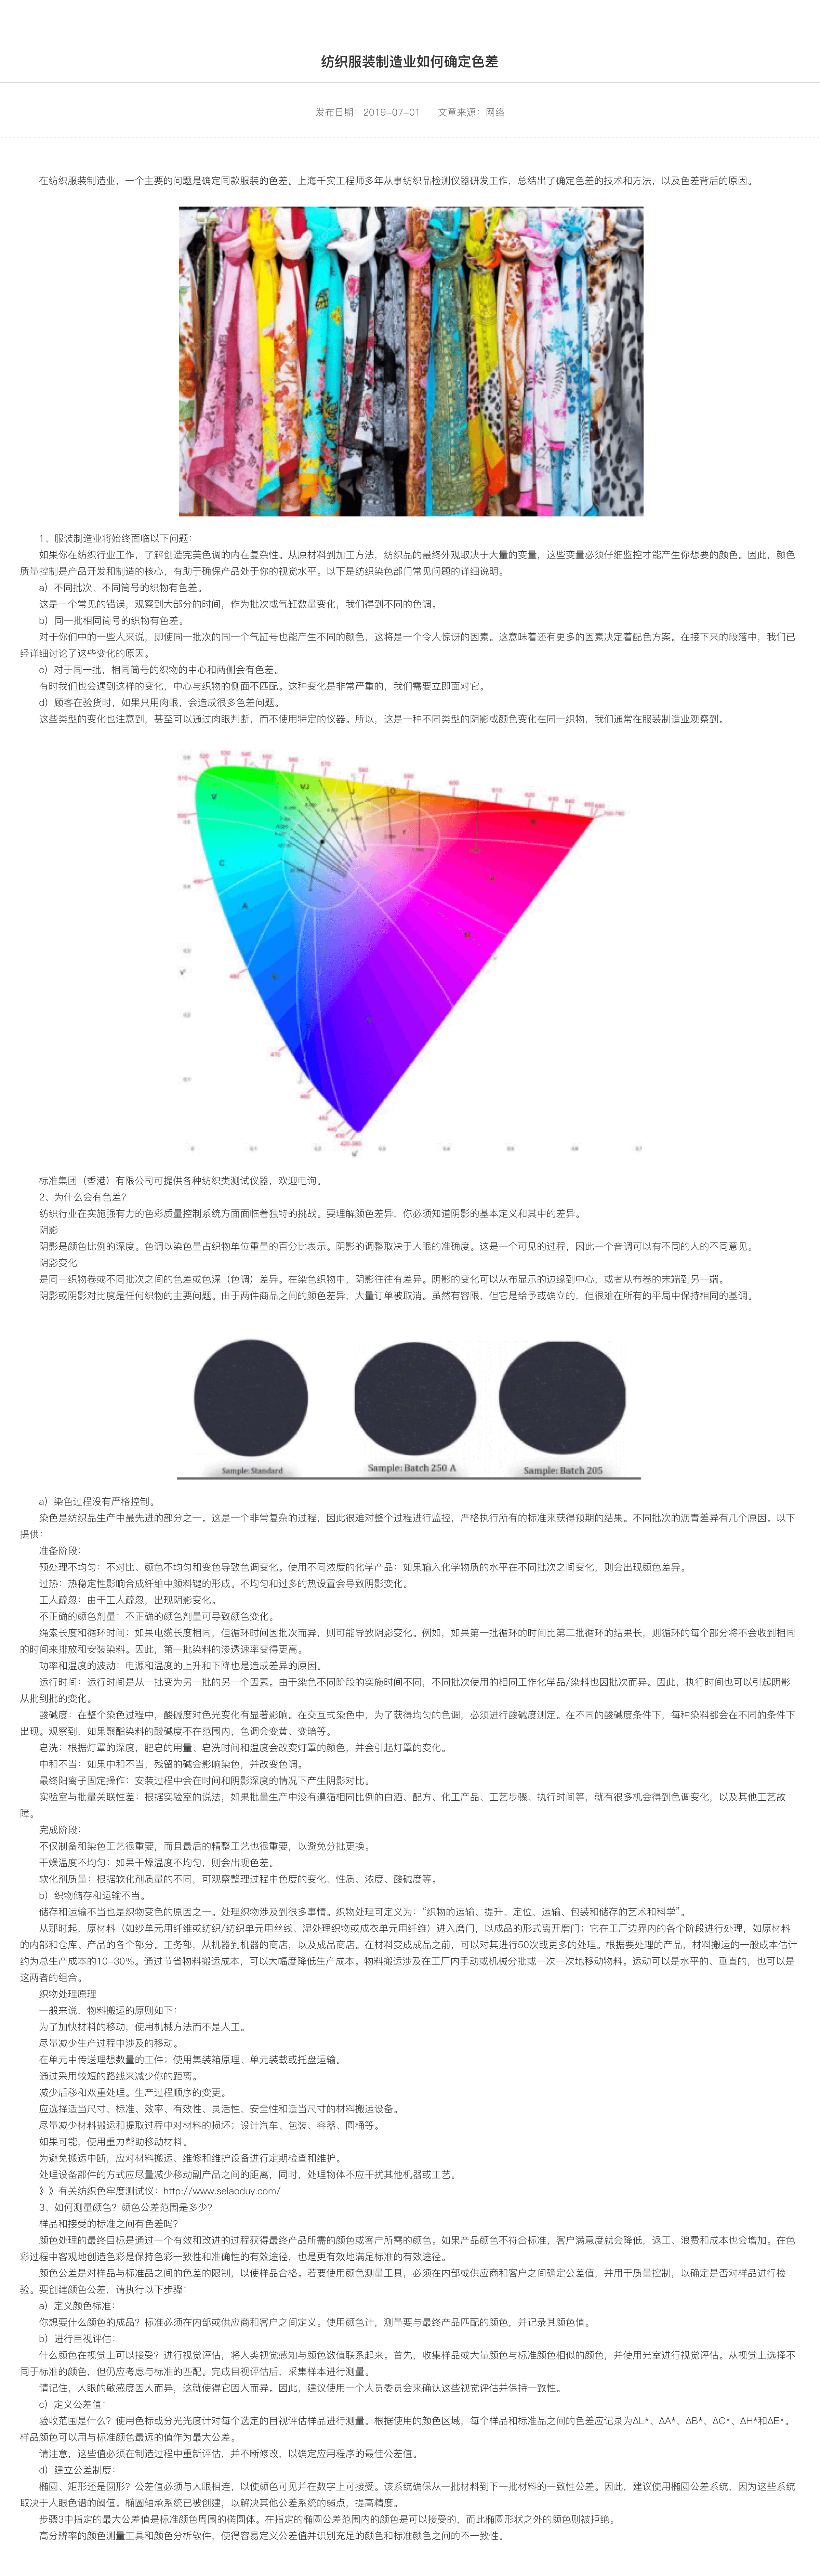 纺织服装制造业如何确定色差
发布日期：2019-07-01 文章来源：网络
在纺织服装制造业，一个主要的问题是确定同款服装的色差。上海千实工程师多年从事纺织品检测仪器研发工作，总结出了确定色差的技术和方法，以及色差背后的原因。
1、服装制造业将始终面临以下问题：
如果你在纺织行业工作，了解创造完美色调的内在复杂性。从原材料到加工方法，纺织品的最终外观取决于大量的变量，这些变量必须仔细监控才能产生你想要的颜色。因此，颜色
质量控制是产品开发和制造的核心，有助于确保产品处于你的视觉水平。以下是纺织染色部门常见问题的详细说明。
a）不同批次、不同筒号的织物有色差。
这是一个常见的错误，观察到大部分的时间，作为批次或气缸数量变化，我们得到不同的色调。
b）同一批相同筒号的织物有色差。
对于你们中的一些人来说，即使同一批次的同一个气缸号也能产生不同的颜色，这将是一个令人惊讶的因素。这意味着还有更多的因素决定着配色方案。在接下来的段落中，我们已
经详细讨论了这些变化的原因。
c）对于同一批，相同筒号的织物的中心和两侧会有色差。
有时我们也会遇到这样的变化，中心与织物的侧面不匹配。这种变化是非常严重的，我们需要立即面对它。
d）顾客在验货时，如果只用肉眼，会造成很多色差问题。
这些类型的变化也注意到，甚至可以通过肉眼判断，而不使用特定的仪器。所以，这是一种不同类型的阴影或颜色变化在同一织物，我们通常在服装制造业观察到。
520 530 540 550 560 570 580 590 600 610 620 630 640 650
510
V VJ J O
500
C
490
A
480
470
460
450
440
430
420-380
0 0.1 0.2 0.3 0.4 0.5 0.6 0.7
标准集团（香港）有限公司可提供各种纺织类测试仪器，欢迎电询。
2、为什么会有色差？
纺织行业在实施强有力的色彩质量控制系统方面面临着独特的挑战。要理解颜色差异，你必须知道阴影的基本定义和其中的差异。
阴影
阴影是颜色比例的深度。色调以染色量占织物单位重量的百分比表示。阴影的调整取决于人眼的准确度。这是一个可见的过程，因此一个音调可以有不同的人的不同意见。
阴影变化
是同一织物卷或不同批次之间的色差或色深（色调）差异。在染色织物中，阴影往往有差异。阴影的变化可以从布显示的边缘到中心，或者从布卷的末端到另一端。
阴影或阴影对比度是任何织物的主要问题。由于两件商品之间的颜色差异，大量订单被取消。虽然有容限，但它是给予或确立的，但很难在所有的平局中保持相同的基调。
Sample: Standard Sample: Batch 250 A Sample: Batch 205
a）染色过程没有严格控制。
染色是纺织品生产中最先进的部分之一。这是一个非常复杂的过程，因此很难对整个过程进行监控，严格执行所有的标准来获得预期的结果。不同批次的沥青差异有几个原因。以下
提供：
准备阶段：
预处理不均匀：不对比、颜色不均匀和变色导致色调变化。使用不同浓度的化学产品：如果输入化学物质的水平在不同批次之间变化，则会出现颜色差异。
过热：热稳定性影响合成纤维中颜料键的形成。不均匀和过多的热设置会导致阴影变化。
工人疏忽：由于工人疏忽，出现阴影变化。
不正确的颜色剂量：不正确的颜色剂量可导致颜色变化。
绳索长度和循环时间：如果电缆长度相同，但循环时间因批次而异，则可能导致阴影变化。例如，如果第一批循环的时间比第二批循环的结果长，则循环的每个部分将不会收到相同
的时间来排放和安装染料。因此，第一批染料的渗透速率变得更高。
功率和温度的波动：电源和温度的上升和下降也是造成差异的原因。
运行时间：运行时间是从一批变为另一批的另一个因素。由于染色不同阶段的实施时间不同，不同批次使用的相同工作化学品/染料也因批次而异。因此，执行时间也可以引起阴影
从批到批的变化。
酸碱度：在整个染色过程中，酸碱度对色光变化有显著影响。在交互式染色中，为了获得均匀的色调，必须进行酸碱度测定。在不同的酸碱度条件下，每种染料都会在不同的条件下
出现。观察到，如果聚酯染料的酸碱度不在范围内，色调会变黄、变暗等。
皂洗：根据灯罩的深度，肥皂的用量、皂洗时间和温度会改变灯罩的颜色，并会引起灯罩的变化。
中和不当：如果中和不当，残留的碱会影响染色，并改变色调。
最终阳离子固定操作：安装过程中会在时间和阴影深度的情况下产生阴影对比。
实验室与批量关联性差：根据实验室的说法，如果批量生产中没有遵循相同比例的白酒、配方、化工产品、工艺步骤、执行时间等，就有很多机会得到色调变化，以及其他工艺故
障。
完成阶段：
不仅制备和染色工艺很重要，而且最后的精整工艺也很重要，以避免分批更换。
干燥温度不均匀：如果干燥温度不均匀，则会出现色差。
软化剂质量：根据软化剂质量的不同，可观察整理过程中色度的变化、性质、浓度、酸碱度等。
b）织物储存和运输不当。
储存和运输不当也是织物变色的原因之一。处理织物涉及到很多事情。织物处理可定义为：“织物的运输、提升、定位、运输、包装和储存的艺术和科学”。
从那时起，原材料（如纱单元用纤维或纺织/纺织单元用丝线、湿处理织物或成衣单元用纤维）进入磨门，以成品的形式离开磨门；它在工厂边界内的各个阶段进行处理，如原材料
的内部和仓库、产品的各个部分。工务部，从机器到机器的商店，以及成品商店。在材料变成成品之前，可以对其进行50次或更多的处理。根据要处理的产品，材料搬运的一般成本估计
约为总生产成本的10-30%。通过节省物料搬运成本，可以大幅度降低生产成本。物料搬运涉及在工厂内手动或机械分批或一次一次地移动物料。运动可以是水平的、垂直的，也可以是
这两者的组合。
织物处理原理
一般来说，物料搬运的原则如下：
为了加快材料的移动，使用机械方法而不是人工。
尽量减少生产过程中涉及的移动。
在单元中传送理想数量的工件；使用集装箱原理、单元装载或托盘运输。
通过采用较短的路线来减少你的距离。
减少后移和双重处理。生产过程顺序的变更。
应选择适当尺寸、标准、效率、有效性、灵活性、安全性和适当尺寸的材料搬运设备。
尽量减少材料搬运和提取过程中对材料的损坏；设计汽车、包装、容器、圆桶等。
如果可能，使用重力帮助移动材料。
为避免搬运中断，应对材料搬运、维修和维护设备进行定期检查和维护。
处理设备部件的方式应尽量减少移动副产品之间的距离，同时，处理物体不应干扰其他机器或工艺。
》》有关纺织色牢度测试仪：http://www.selaoduy.com/
3、如何测量颜色？颜色公差范围是多少？
样品和接受的标准之间有色差吗？
颜色处理的最终目标是通过一个有效和改进的过程获得最终产品所需的颜色或客户所需的颜色。如果产品颜色不符合标准，客户满意度就会降低，返工、浪费和成本也会增加。在色
彩过程中客观地创造色彩是保持色彩一致性和准确性的有效途径，也是更有效地满足标准的有效途径。
颜色公差是对样品与标准品之间的色差的限制，以使样品合格。若要使用颜色测量工具，必须在内部或供应商和客户之间确定公差值，并用于质量控制，以确定是否对样品进行检
验。要创建颜色公差，请执行以下步骤：
a）定义颜色标准：
你想要什么颜色的成品？标准必须在内部或供应商和客户之间定义。使用颜色计，测量要与最终产品匹配的颜色，并记录其颜色值。
b）进行目视评估：
什么颜色在视觉上可以接受？进行视觉评估，将人类视觉感知与颜色数值联系起来。首先，收集样品或大量颜色与标准颜色相似的颜色，并使用光室进行视觉评估。从视觉上选择不
同于标准的颜色，但仍应考虑与标准的匹配。完成目视评估后，采集样本进行测量。
请记住，人眼的敏感度因人而异，这就使得它因人而异。因此，建议使用一个人员委员会来确认这些视觉评估并保持一致性。
c）定义公差值：
验收范围是什么？使用色标或分光光度计对每个选定的目视评估样品进行测量。根据使用的颜色区域，每个样品和标准品之间的色差应记录为ΔL*、ΔA*、ΔB*、ΔC*、ΔH*和ΔE*。
样品颜色可以用与标准颜色最远的值作为最大公差。
请注意，这些值必须在制造过程中重新评估，并不断修改，以确定应用程序的最佳公差值。
d）建立公差制度：
椭圆、矩形还是圆形？公差值必须与人眼相连，以使颜色可见并在数字上可接受。该系统确保从一批材料到下一批材料的一致性公差。因此，建议使用椭圆公差系统，因为这些系统
取决于人眼色谱的阈值。椭圆轴承系统已被创建，以解决其他公差系统的弱点，提高精度。
步骤3中指定的最大公差值是标准颜色周围的椭圆体。在指定的椭圆公差范围内的颜色是可以接受的，而此椭圆形状之外的颜色则被拒绝。
高分辨率的颜色测量工具和颜色分析软件，使得容易定义公差值并识别充足的颜色和标准颜色之间的不一致性。